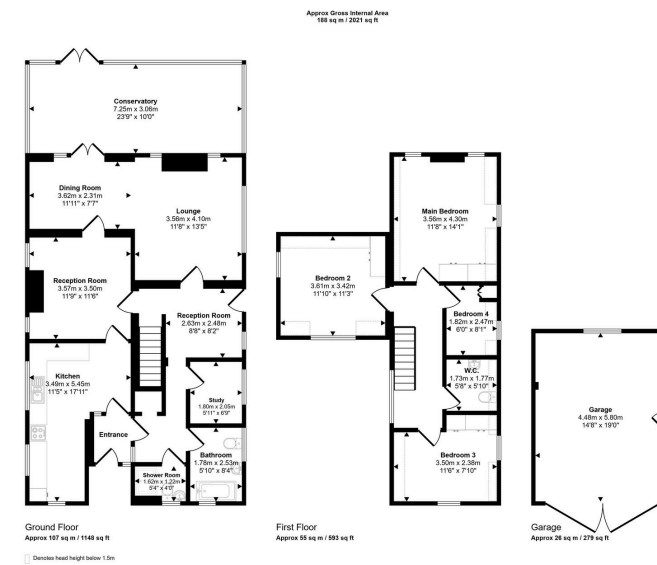 Approx Gross Internal Area
188 sq m / 2021 sq ft
Conservatory
7.25m x 3.06m
23'9" x 10'0"
Dining Room
3.62m x 2.31m
11'11" x 7'7"
Lounge
3.56m x 4.10m
11'8" x 13'5"
Reception Room
3.57m x 3.50m
11'9" x 11'6"
Reception Room
2.63m x 2.48m
8'8" x 8'2"
Kitchen
3.49m x 5.45m
11'5" x 17'11"
Study
1.80m x 2.05m
5'11" x 6'9"
Entrance
Bathroom
1.78m x 2.53m
5'10" x 8'4"
Shower Room
1.62m x 1.22m
5'4" x 4'0"
Ground Floor
Approx 107 sq m / 1148 sq ft
Denotes head height below 1.5m
Main Bedroom
3.56m x 4.30m
11'8" x 14'1"
Bedroom 2
3.61m x 3.42m
11'10" x 11'3"
Bedroom 4
1.82m x 2.47m
6'0" x 8'1"
W.C.
1.73m x 1.77m
5'8" x 5'10"
Bedroom 3
3.50m x 2.38m
11'6" x 7'10"
First Floor
Approx 55 sq m / 593 sq ft
Garage
4.48m x 5.80m
14'8" x 19'0"
Garage
Approx 26 sq m / 279 sq ft